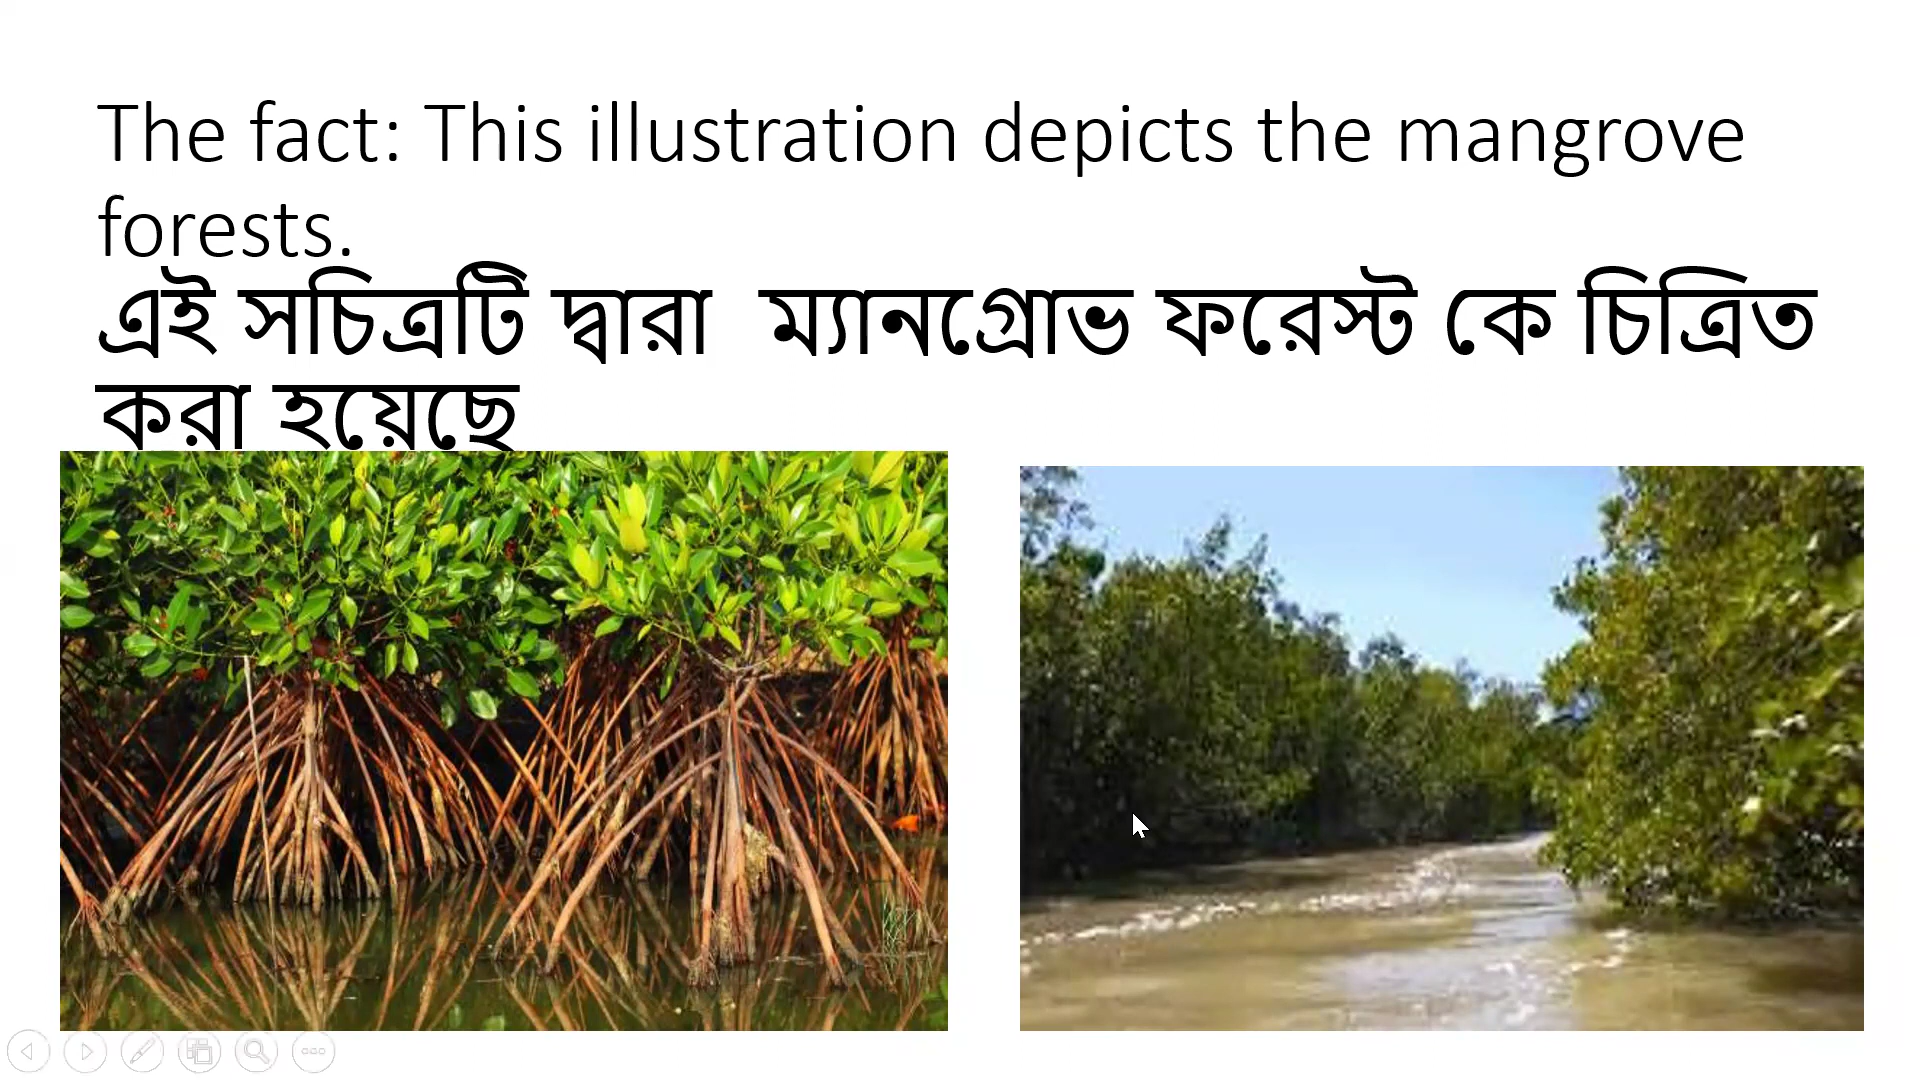 The fact: This illustration depicts the mangrove
forests.
এই সচিত্রটি দ্বারা  ম্যানগ্রোভ ফরেস্ট কে চিত্রিত
করা হয়েছে